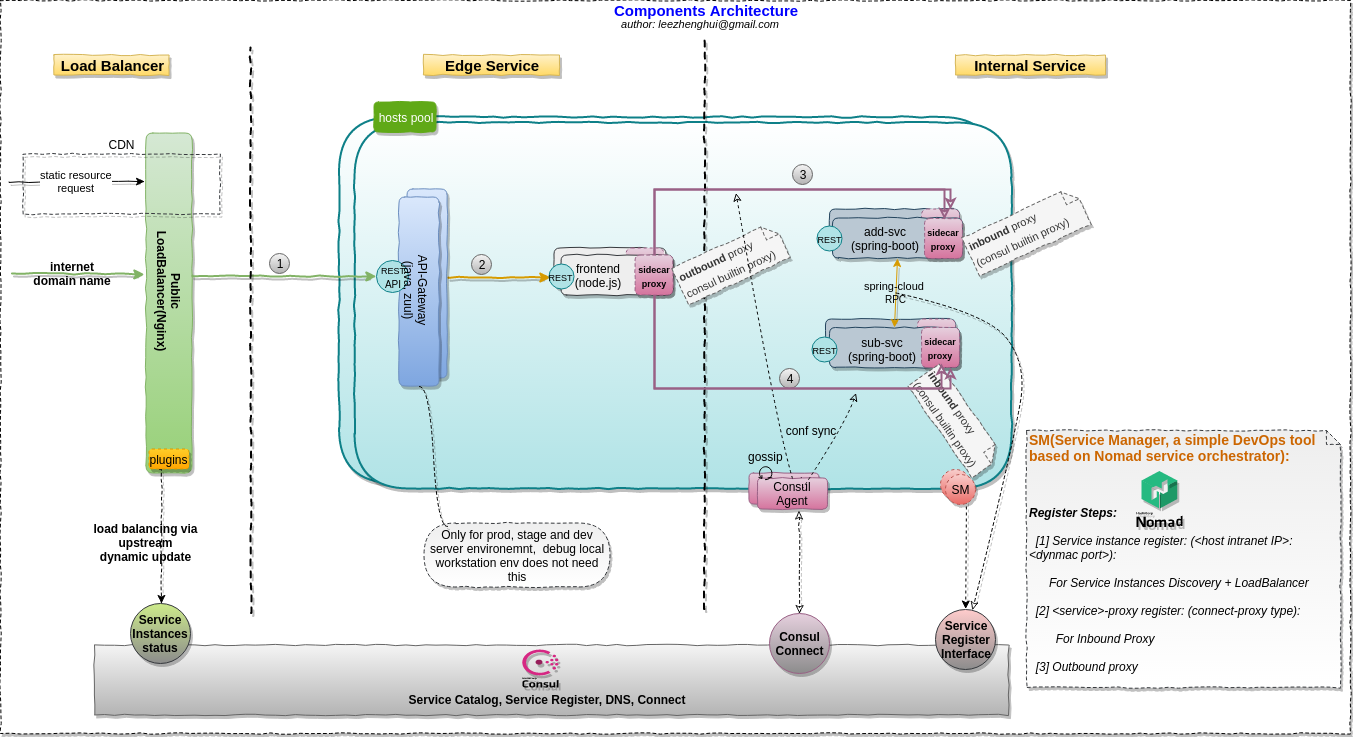 Components Architecture
author: leezhenghui@gmail.com
Load Balancer
Edge Service
Internal Service
hosts pool
CDN
static resource
request
internet
domain name
Public
LoadBalancer(Nginx)
plugins
1
REST
API
API-Gateway
(java, zuul)
2
REST
frontend
(node.js)
sidecar
proxy
outbound proxy
consul builtin proxy)
3
REST
add-svc
(spring-boot)
sidecar
proxy
inbound proxy
(consul builtin proxy)
spring-cloud
RPC
REST
sub-svc
(spring-boot)
sidecar
proxy
inbound proxy
(consul builtin proxy)
4
conf sync
gossip
Consul
Agent
SM
load balancing via
upstream
dynamic update
Only for prod, stage and dev
server environemnt, debug local
workstation env does not need
this
SM(Service Manager, a simple DevOps tool
based on Nomad service orchestrator):
Nomad
Register Steps:
[1] Service instance register: (<host intranet IP>:
<dynmac port>):
For Service Instances Discovery + LoadBalancer
[2] <service>-proxy register: (connect-proxy type):
For Inbound Proxy
[3] Outbound proxy
Service
Instances
status
Consul
Connect
Service
Register
Interface
Consul
Service Catalog, Service Register, DNS, Connect